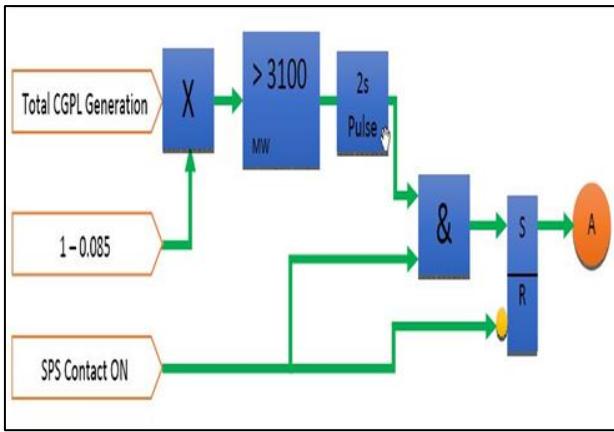 Total CGPL Generation
X
> 3100
MW
2s
Pulse
1 – 0.085
&
S
R
A
SPS Contact ON